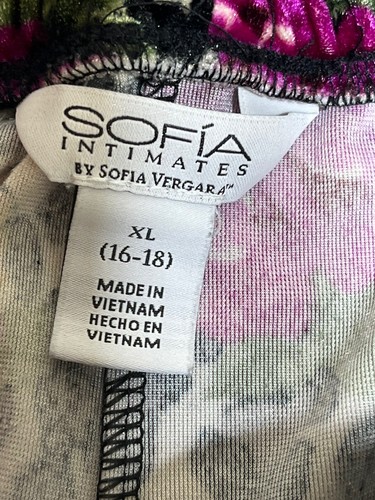 SOFÍA
INTIMATES
BY SOFIA VERGARA™
XL
(16-18)
MADE IN
VIETNAM
HECHO EN
VIETNAM